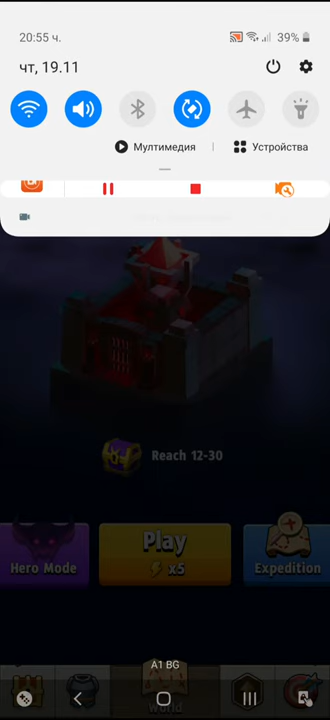 20:55 ч.
39%
чт, 19.11
Мултимедия
Устройства
Reach 12-30
Play
x5
Hero Mode
Expedition
A1 BG
World